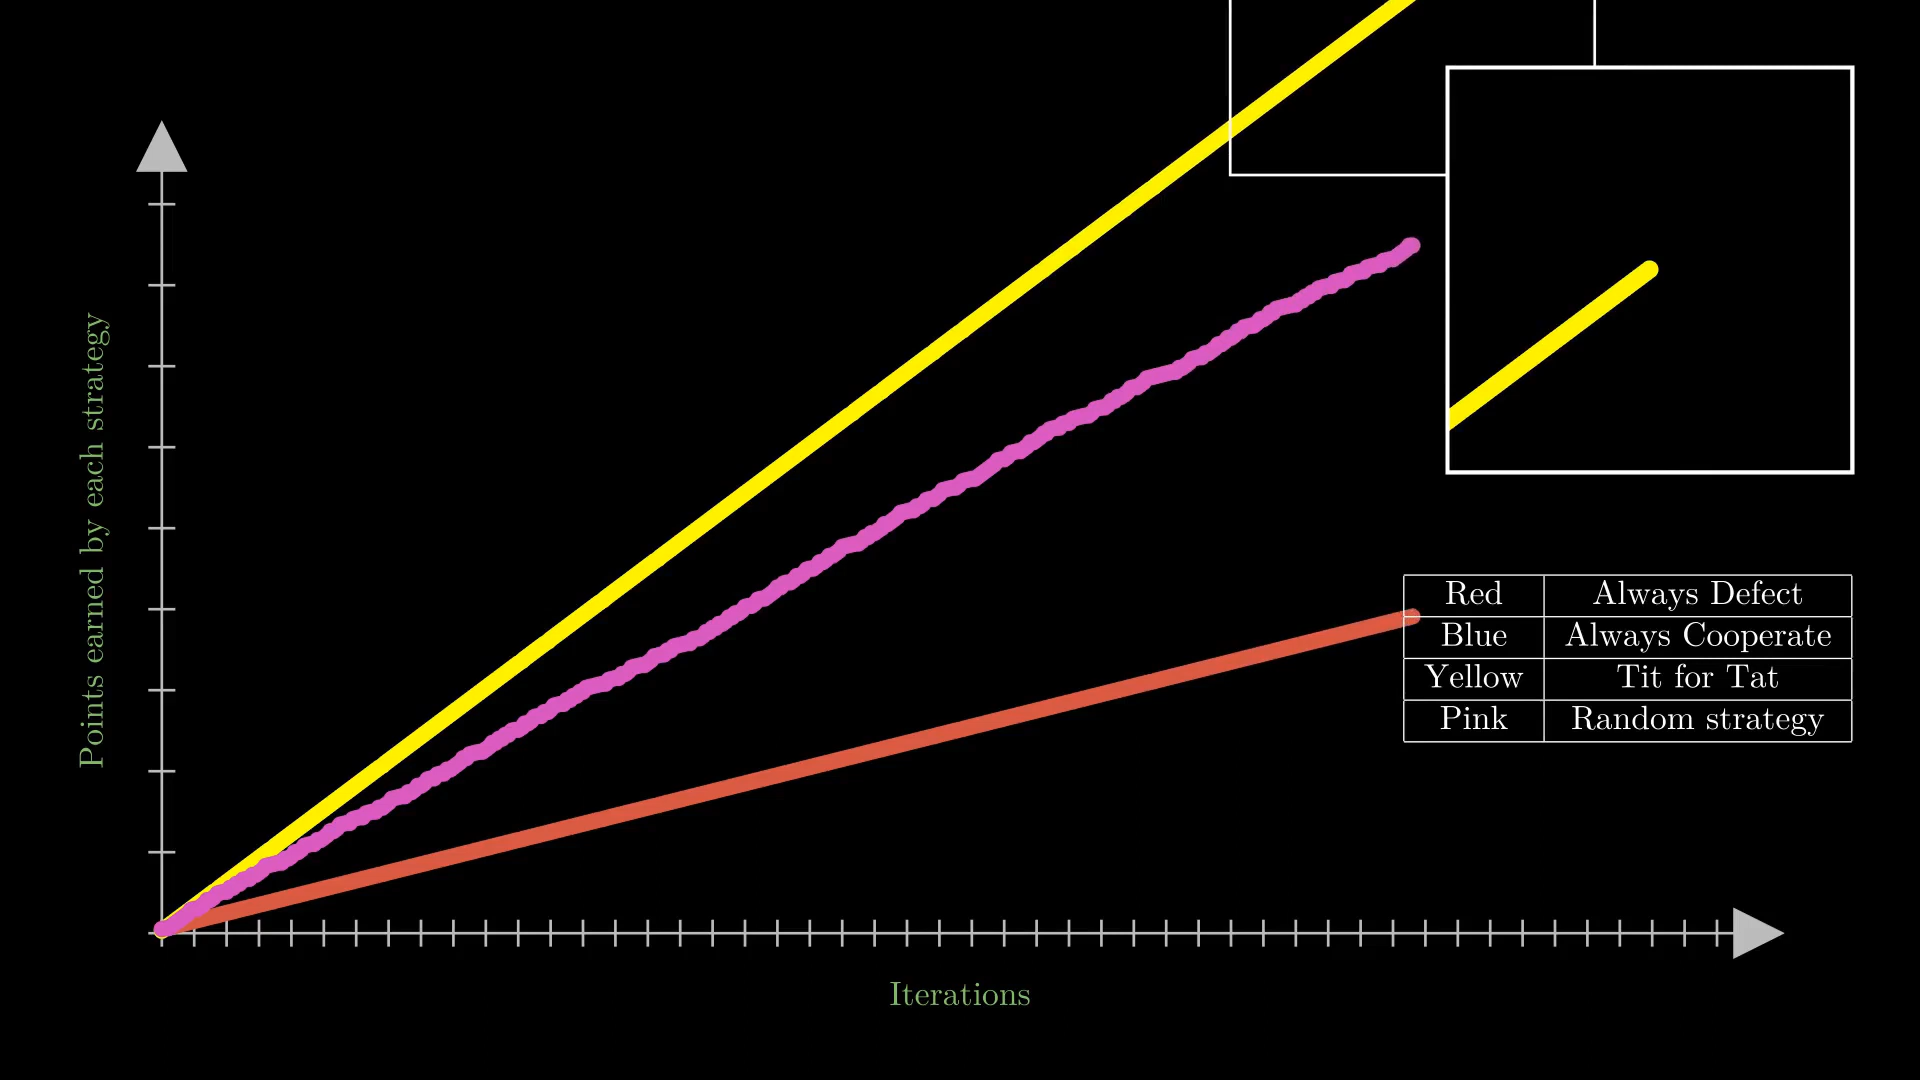 Points earned by each strategy
Red Always Defect
Blue Always Cooperate
Yellow Tit for Tat
Pink Random strategy
Iterations